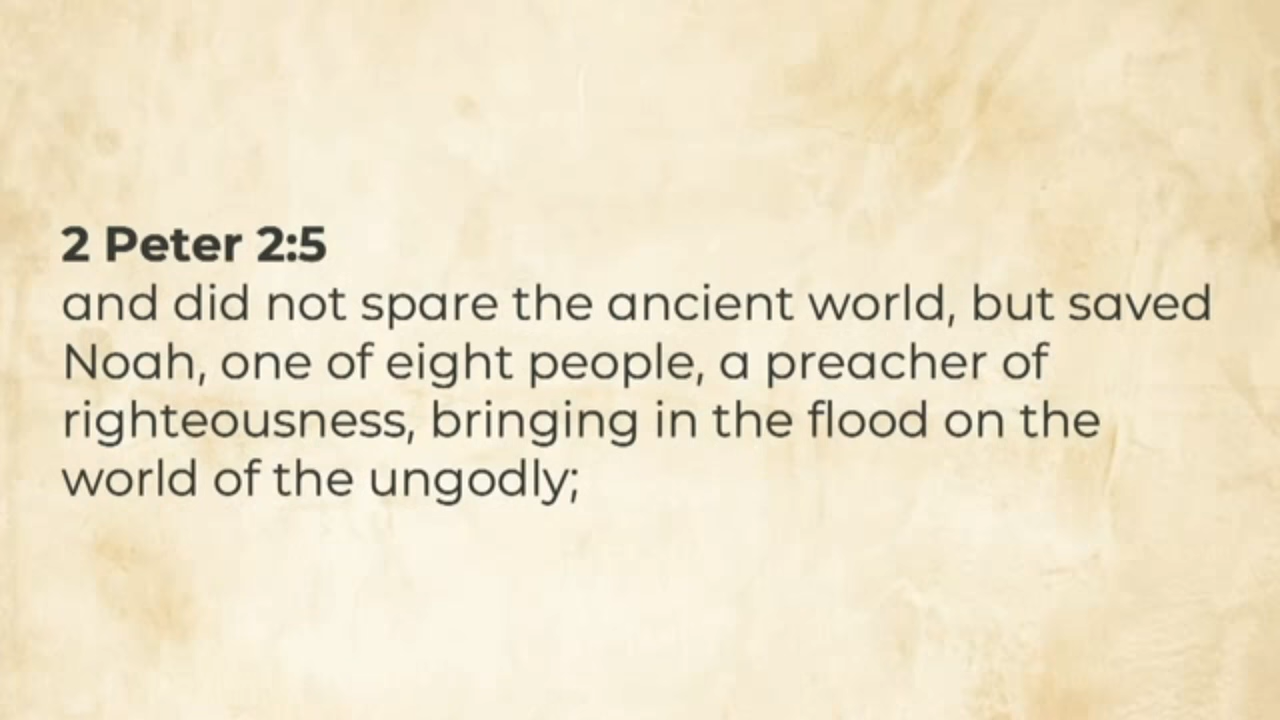 2 Peter 2:5
and did not spare the ancient world, but saved
Noah, one of eight people, a preacher of
righteousness, bringing in the flood on the
world of the ungodly;